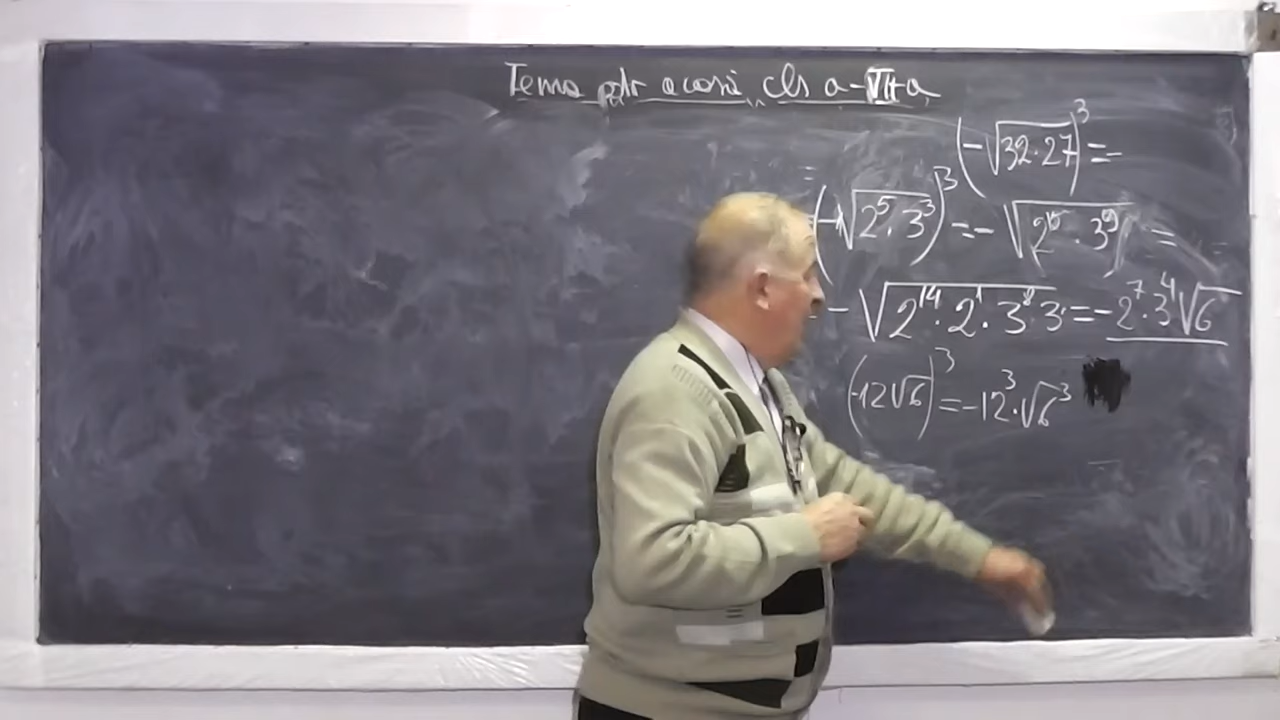 Tema ptr acasă cls a-VII-a
(-√32·27)³=-
(-√2⁵·3³)³=-√2¹⁵·3⁹=
-√2¹⁴·2¹·3⁸·3=-2⁷·3⁴√6
(-12√6)³=-12³·√6³